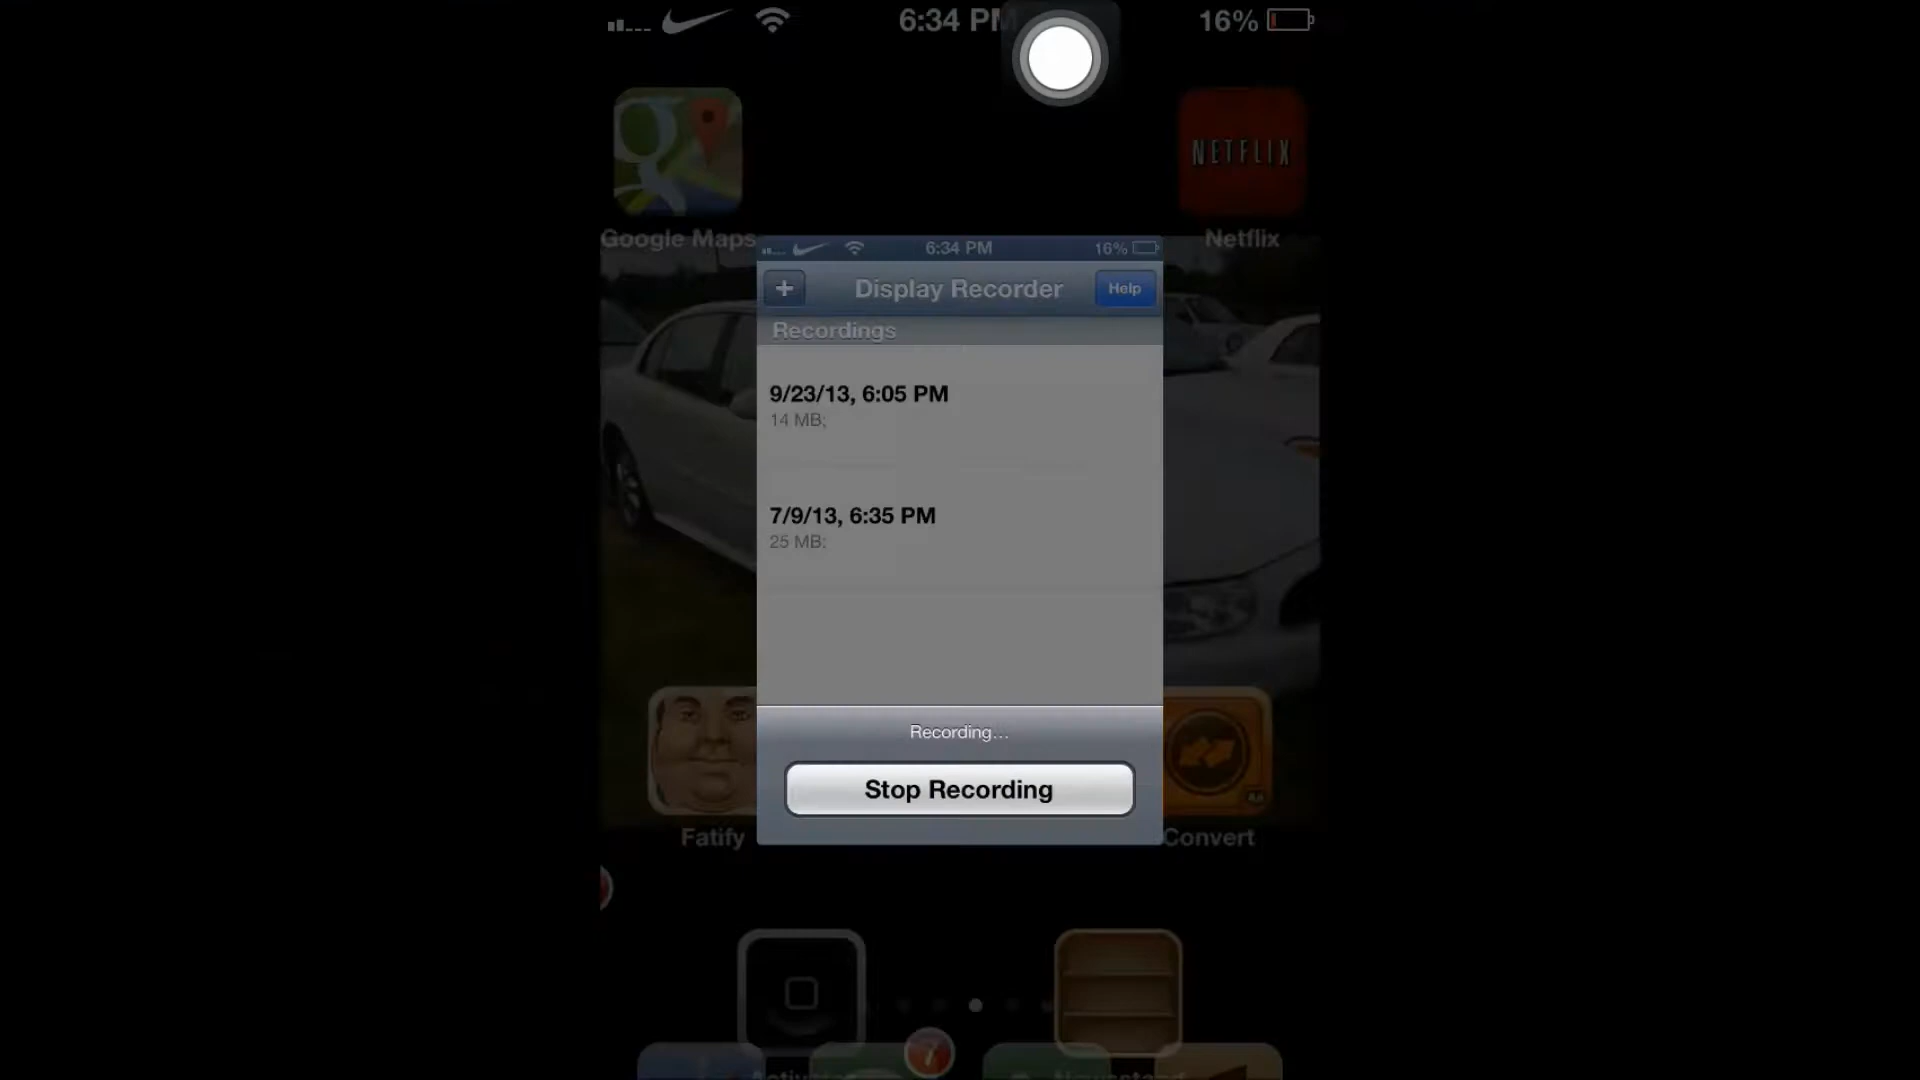 6:34 PM 16%
NETFLIX
Google Maps
Netflix
6:34 PM 16%
+ Display Recorder Help
Recordings
9/23/13, 6:05 PM
14 MB;
7/9/13, 6:35 PM
25 MB;
Recording...
Stop Recording
Fatify
Convert
7